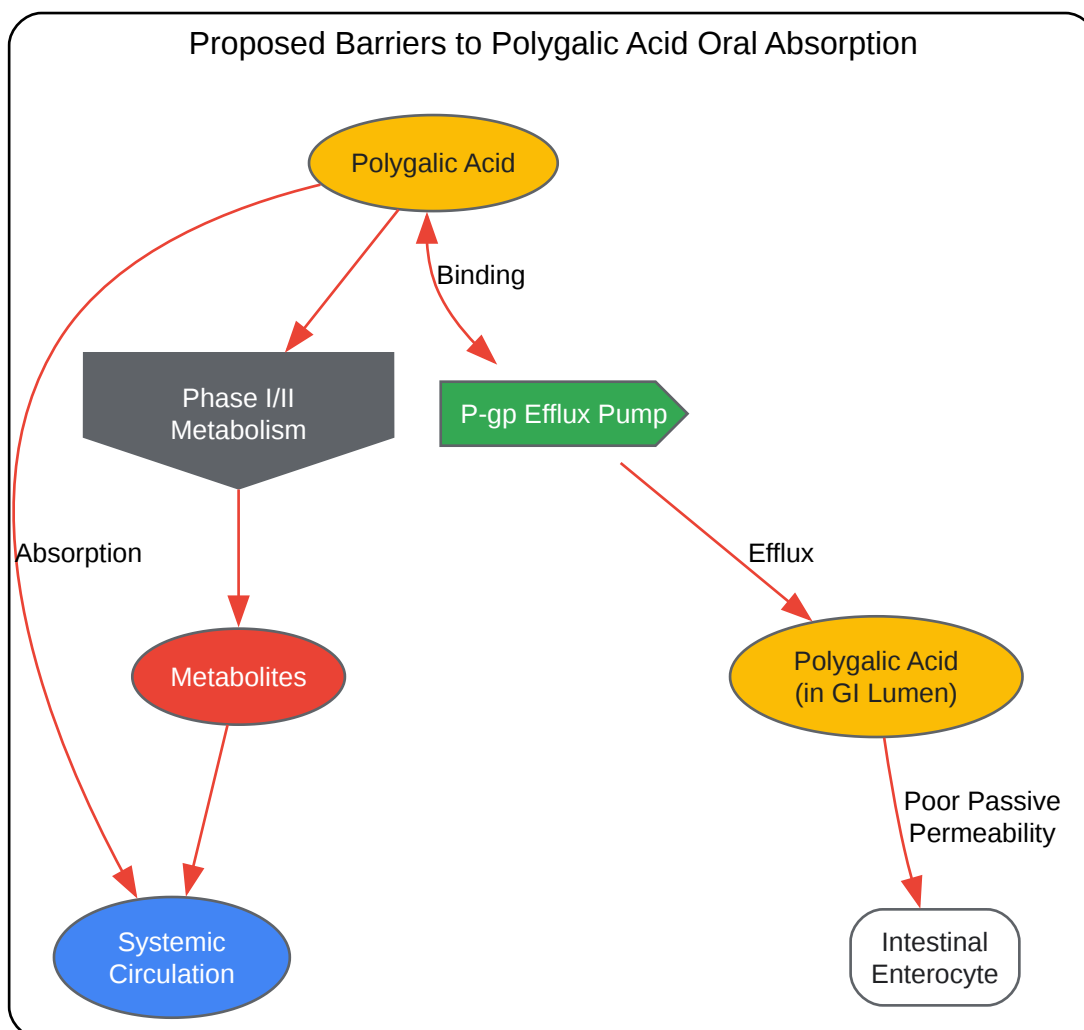 Proposed Barriers to Polygalic Acid Oral Absorption
Polygalic Acid
Binding
Phase I/II
Metabolism
P-gp Efflux Pump
Absorption
Efflux
Metabolites
Polygalic Acid
(in GI Lumen)
Poor Passive
Permeability
Systemic
Circulation
Intestinal
Enterocyte